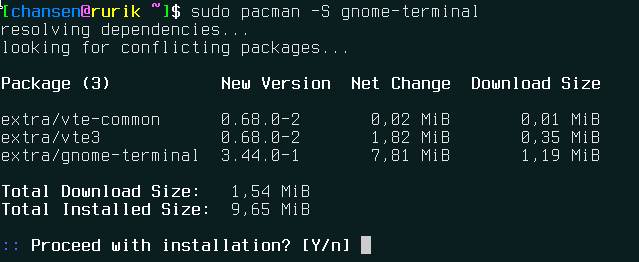 [chansen@rurik ~]$ sudo pacman -S gnome-terminal
resolving dependencies...
looking for conflicting packages...
Package (3) New Version Net Change Download Size
extra/vte-common 0.68.0-2 0,02 MiB 0,01 MiB
extra/vte3 0.68.0-2 1,82 MiB 0,35 MiB
extra/gnome-terminal 3.44.0-1 7,81 MiB 1,19 MiB
Total Download Size: 1,54 MiB
Total Installed Size: 9,65 MiB
:: Proceed with installation? [Y/n]